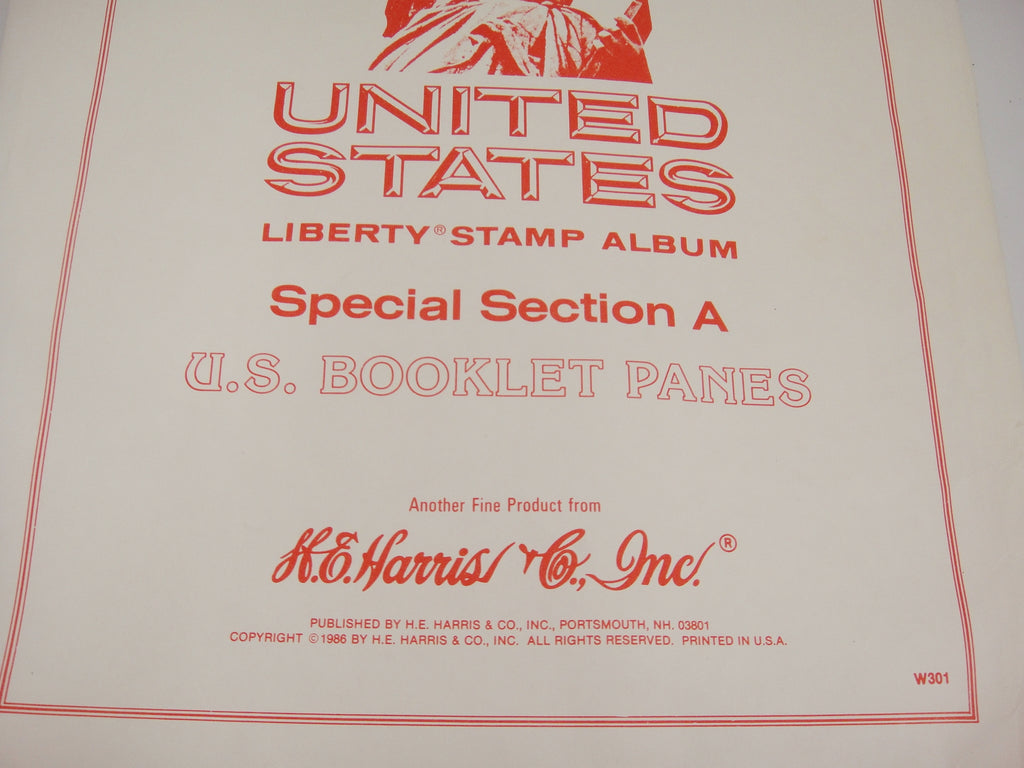 UNITED
STATES
LIBERTY® STAMP ALBUM
Special Section A
U.S. BOOKLET PANES
Another Fine Product from
H.E. Harris & Co., Inc.®
PUBLISHED BY H.E. HARRIS & CO., INC., PORTSMOUTH, NH. 03801
COPYRIGHT ©1986 BY H.E. HARRIS & CO., INC. ALL RIGHTS RESERVED. PRINTED IN U.S.A.
W301